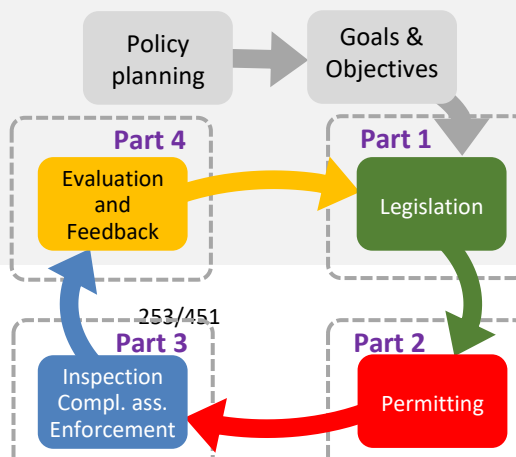 Policy
planning
Goals &
Objectives
Part 4
Part 1
Evaluation
and
Feedback
Legislation
253/451
Part 3
Part 2
Inspection
Compl. ass.
Enforcement
Permitting